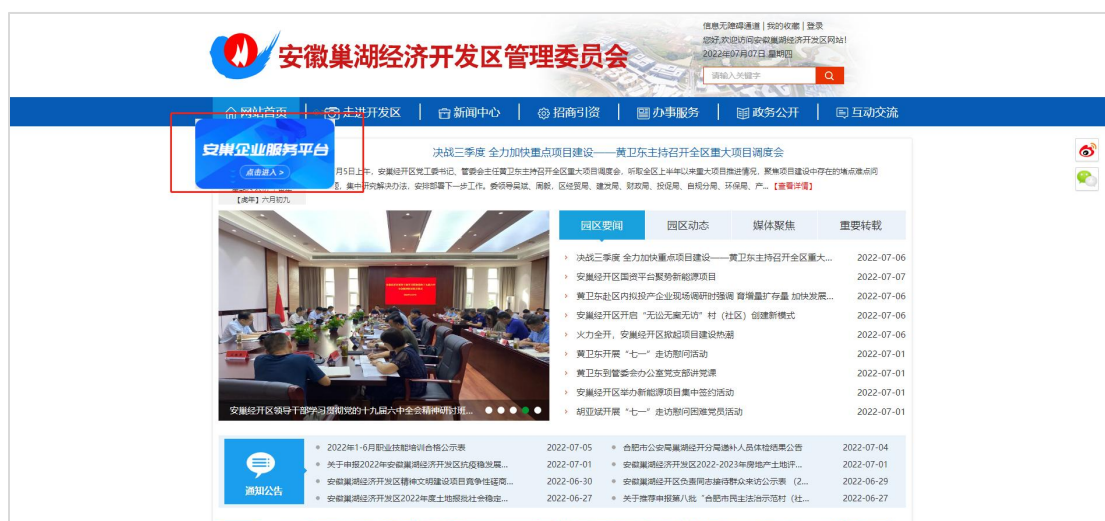 信息无障碍通道 | 我的收藏 | 登录
您好,欢迎访问安徽巢湖经济开发区网站!
2022年07月07日 星期四
安徽巢湖经济开发区管理委员会
请输入关键字
网站首页 走进开发区 新闻中心 招商引资 办事服务 政务公开 互动交流
安巢企业服务平台
点击进入 >
【虎年】六月初九
决战三季度 全力加快重点项目建设——黄卫东主持召开全区重大项目调度会
月5日上午,安巢经开区党工委书记、管委会主任黄卫东主持召开全区重大项目调度会,听取全区上半年以来重大项目推进情况,聚焦项目建设中存在的堵点难点问
题,集中研究解决办法,安排部署下一步工作。委领导吴斌、周毅,区经贸局、建发局、财政局、投促局、自规分局、环保局、产...【查看详情】
园区要闻 园区动态 媒体聚焦 重要转载
决战三季度 全力加快重点项目建设——黄卫东主持召开全区重大... 2022-07-06
安巢经开区国资平台聚势新能源项目 2022-07-07
黄卫东赴区内拟投产企业现场调研时强调 育增量扩存量 加快发展... 2022-07-06
安巢经开区开启“无讼无案无访”村(社区)创建新模式 2022-07-06
火力全开,安巢经开区掀起项目建设热潮 2022-07-06
黄卫东开展“七一”走访慰问活动 2022-07-01
黄卫东到管委会办公室党支部讲党课 2022-07-01
安巢经开区举办新能源项目集中签约活动 2022-07-01
胡亚斌开展“七一”走访慰问困难党员活动 2022-07-01
安巢经开区领导干部学习贯彻党的十九届六中全会精神研讨班...
通知公告
2022年1-6月职业技能培训合格公示表 2022-07-05
关于申报2022年安徽巢湖经济开发区抗疫稳发展... 2022-07-01
安徽巢湖经济开发区精神文明建设项目竞争性磋商... 2022-06-30
安徽巢湖经济开发区2022年度土地报批社会稳定... 2022-06-27
合肥市公安局巢湖经开分局递补人员体检结果公告 2022-07-04
安徽巢湖经济开发区2022-2023年房地产土地评... 2022-07-01
安徽巢湖经开区负责同志接待群众来访公示表 (2... 2022-06-29
关于推荐申报第八批“合肥市民主法治示范村(社... 2022-06-27